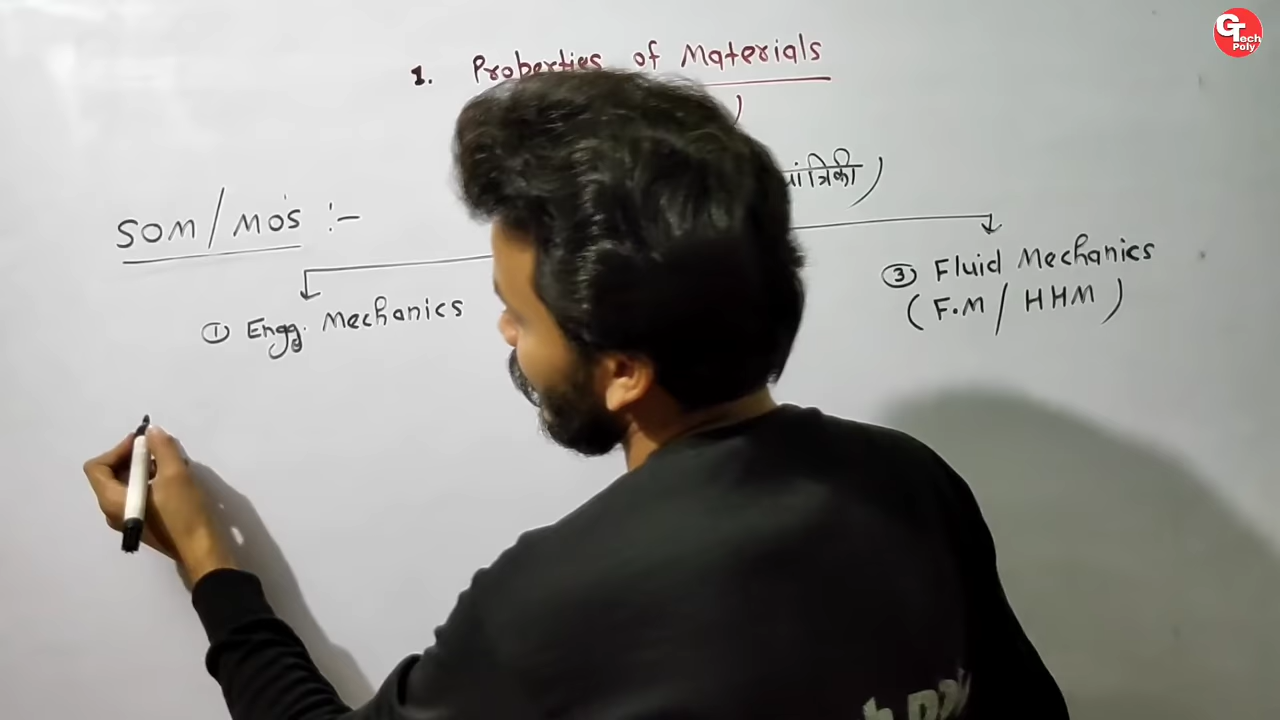 1. Properties of Materials
)
यांत्रिकी)
SOM/MOS :-
① Engg. Mechanics
③ Fluid Mechanics
(F.M / HHM)
GTech
Poly